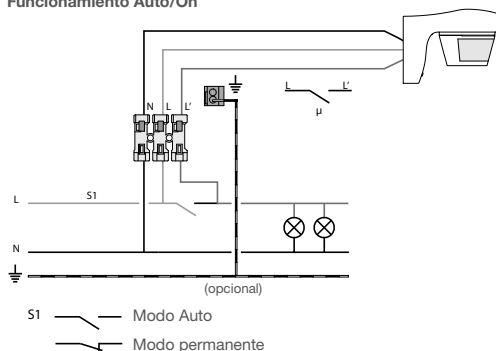 Funcionamiento Auto/On
N L L'
L L'
μ
L S1
N
(opcional)
S1 Modo Auto
Modo permanente